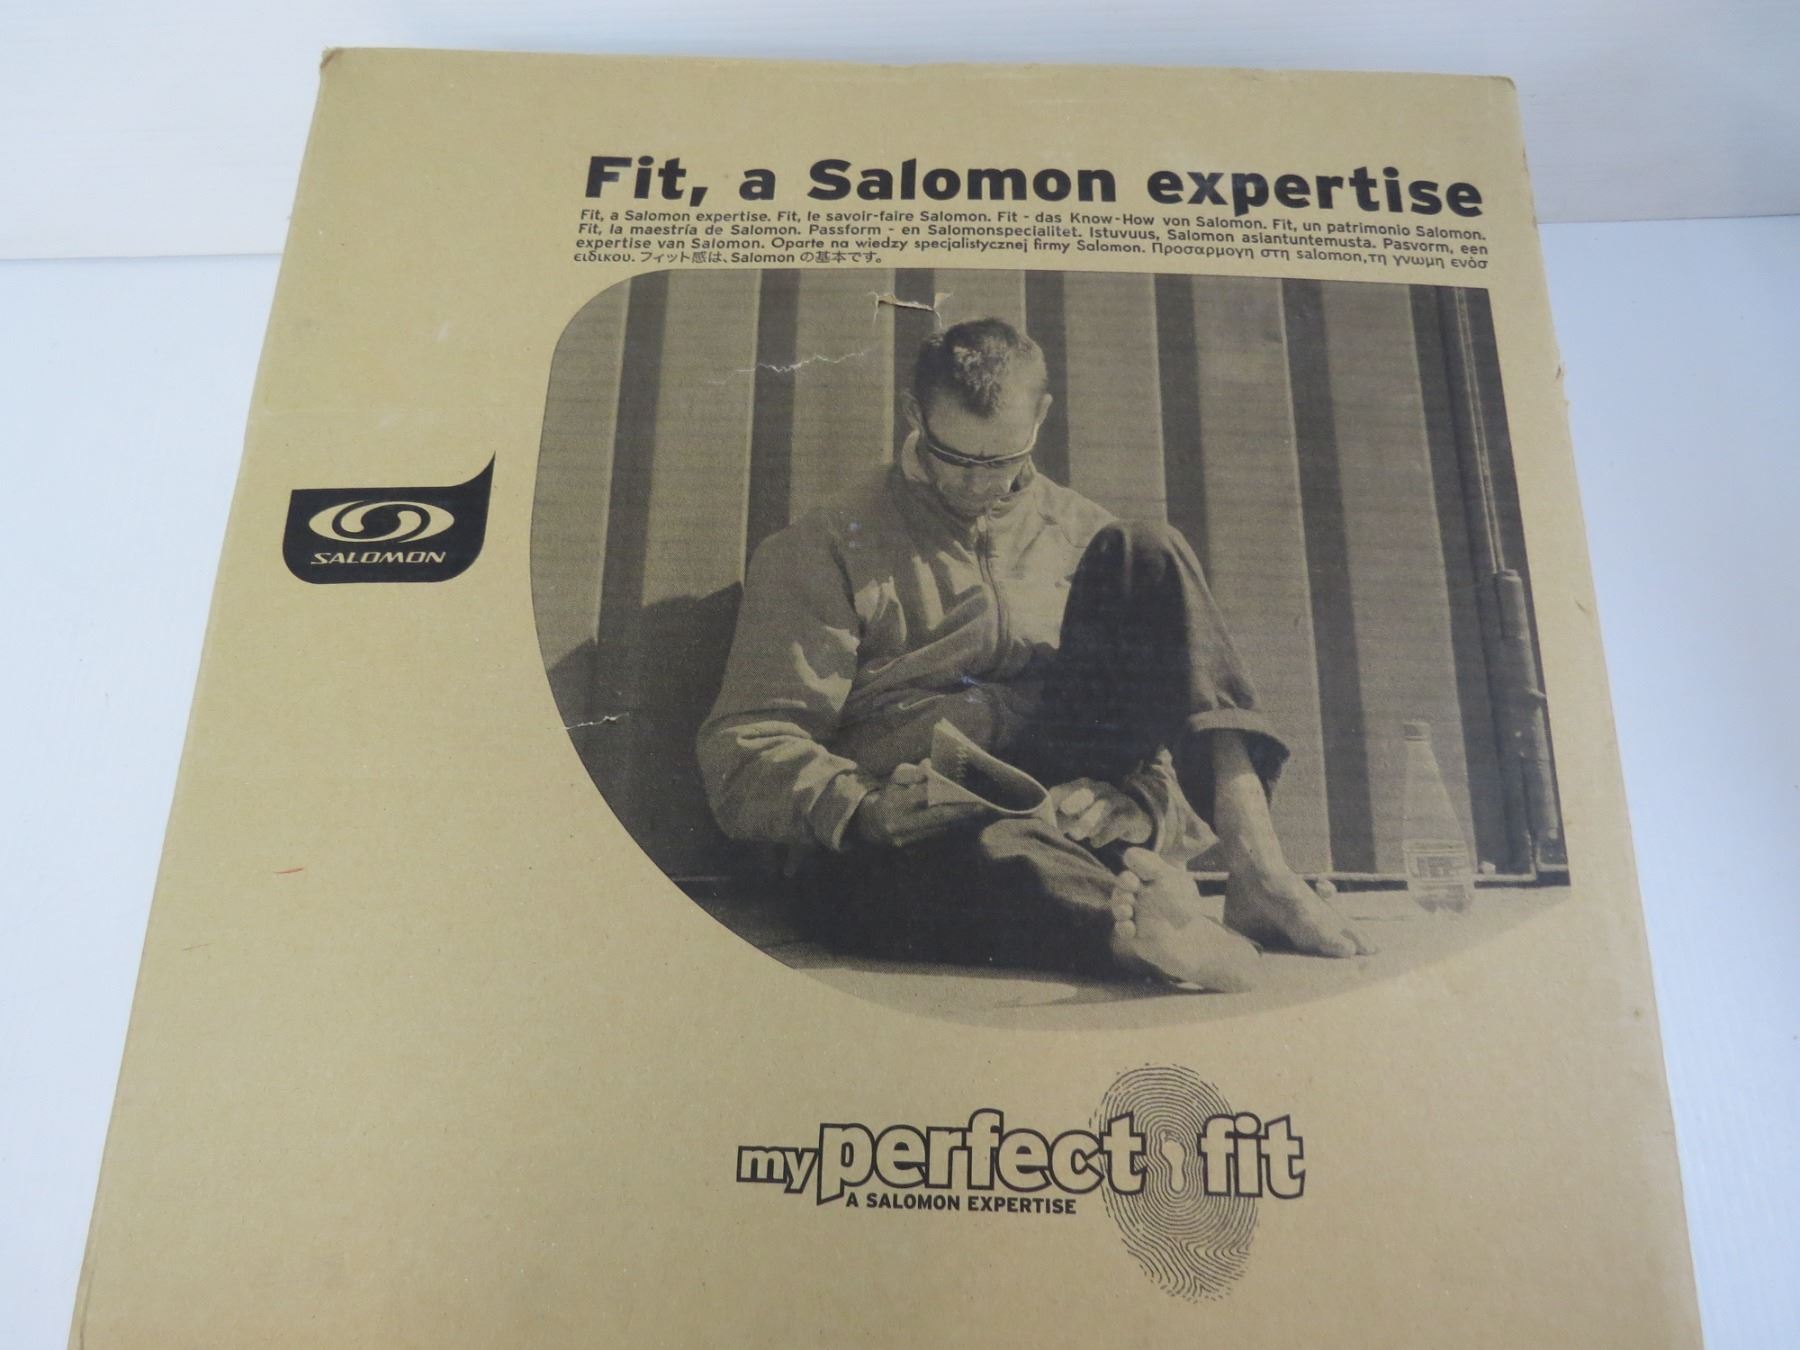 Fit, a Salomon expertise
Fit, a Salomon expertise. Fit, le savoir-faire Salomon. Fit - das Know-How von Salomon. Fit, un patrimonio Salomon.
Fit, la maestría de Salomon. Passform - en Salomonspecialitet. Istuvuus, Salomon asiantuntemusta. Pasvorm, een
expertise van Salomon. Oparte na wiedzy specjalistycznej firmy Salomon. Προσαρμογη στη salomon,τη γνωμη ενόσ
ειδικου. フィット感は、Salomon の基本です。
SALOMON
my perfect fit
A SALOMON EXPERTISE